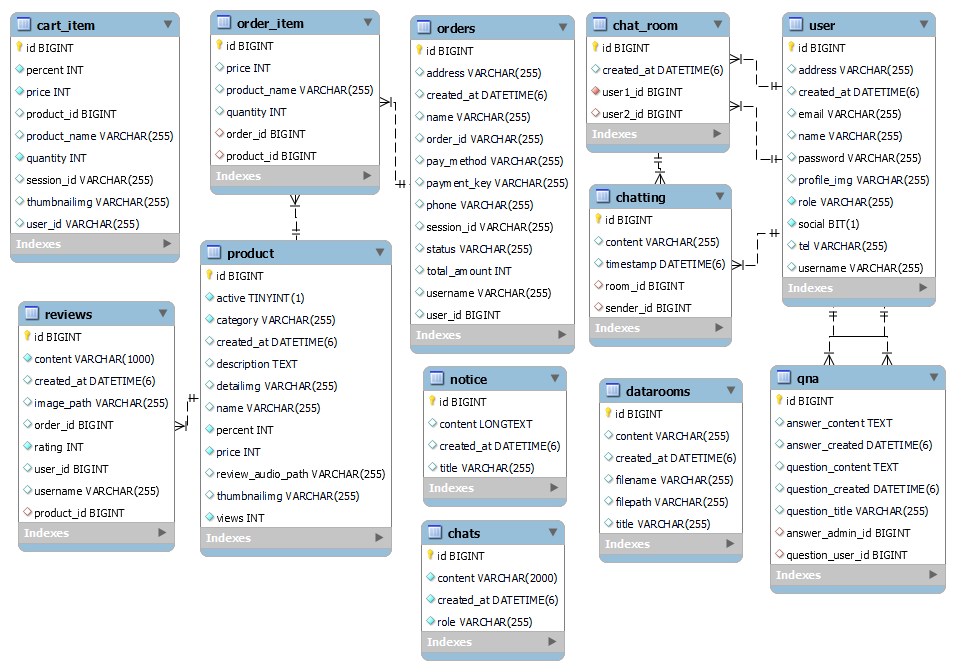 cart_item
id BIGINT
percent INT
price INT
product_id BIGINT
product_name VARCHAR(255)
quantity INT
session_id VARCHAR(255)
thumbnailimg VARCHAR(255)
user_id VARCHAR(255)
Indexes
order_item
id BIGINT
price INT
product_name VARCHAR(255)
quantity INT
order_id BIGINT
product_id BIGINT
Indexes
orders
id BIGINT
address VARCHAR(255)
created_at DATETIME(6)
name VARCHAR(255)
order_id VARCHAR(255)
pay_method VARCHAR(255)
payment_key VARCHAR(255)
phone VARCHAR(255)
session_id VARCHAR(255)
status VARCHAR(255)
total_amount INT
username VARCHAR(255)
user_id BIGINT
Indexes
chat_room
id BIGINT
created_at DATETIME(6)
user1_id BIGINT
user2_id BIGINT
Indexes
user
id BIGINT
address VARCHAR(255)
created_at DATETIME(6)
email VARCHAR(255)
name VARCHAR(255)
password VARCHAR(255)
profile_img VARCHAR(255)
role VARCHAR(255)
social BIT(1)
tel VARCHAR(255)
username VARCHAR(255)
Indexes
chatting
id BIGINT
content VARCHAR(255)
timestamp DATETIME(6)
room_id BIGINT
sender_id BIGINT
Indexes
product
id BIGINT
active TINYINT(1)
category VARCHAR(255)
created_at DATETIME(6)
description TEXT
detailimg VARCHAR(255)
name VARCHAR(255)
percent INT
price INT
review_audio_path VARCHAR(255)
thumbnailimg VARCHAR(255)
views INT
Indexes
reviews
id BIGINT
content VARCHAR(1000)
created_at DATETIME(6)
image_path VARCHAR(255)
order_id BIGINT
rating INT
user_id BIGINT
username VARCHAR(255)
product_id BIGINT
Indexes
notice
id BIGINT
content LONGTEXT
created_at DATETIME(6)
title VARCHAR(255)
Indexes
datarooms
id BIGINT
content VARCHAR(255)
created_at DATETIME(6)
filename VARCHAR(255)
filepath VARCHAR(255)
title VARCHAR(255)
Indexes
qna
id BIGINT
answer_content TEXT
answer_created DATETIME(6)
question_content TEXT
question_created DATETIME(6)
question_title VARCHAR(255)
answer_admin_id BIGINT
question_user_id BIGINT
Indexes
chats
id BIGINT
content VARCHAR(2000)
created_at DATETIME(6)
role VARCHAR(255)
Indexes